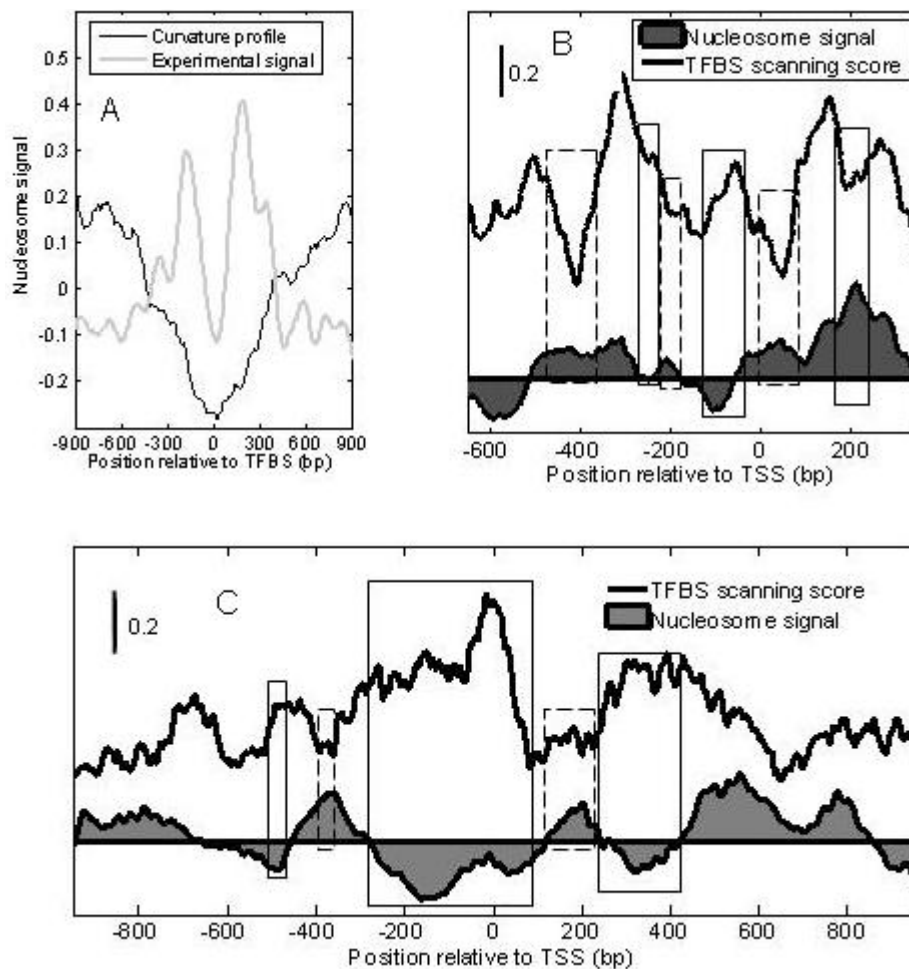 A
Curvature profile
Experimental signal
Nucleosome signal
0.5
0.4
0.3
0.2
0.1
0
-0.1
-0.2
-900 -600 -300 0 300 600 900
Position relative to TFBS (bp)
B
0.2
Nucleosome signal
TFBS scanning score
-600 -400 -200 0 200
Position relative to TSS (bp)
C
0.2
TFBS scanning score
Nucleosome signal
-800 -600 -400 -200 0 200 400 600 800
Position relative to TSS (bp)